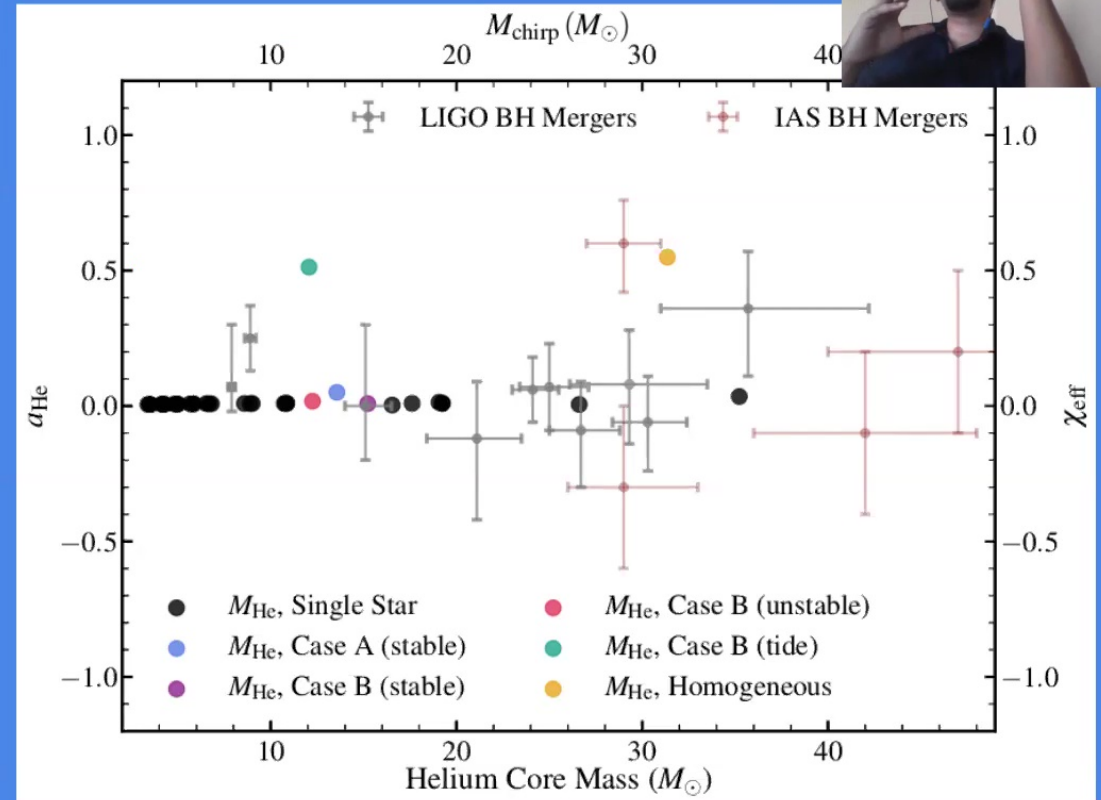 M_chirp (M_⊙)
10 20 30 40
LIGO BH Mergers IAS BH Mergers
1.0 1.0
0.5 0.5
0.0 0.0
−0.5 −0.5
−1.0 −1.0
a_He
χ_eff
M_He, Single Star
M_He, Case A (stable)
M_He, Case B (stable)
M_He, Case B (unstable)
M_He, Case B (tide)
M_He, Homogeneous
10 20 30 40
Helium Core Mass (M_⊙)